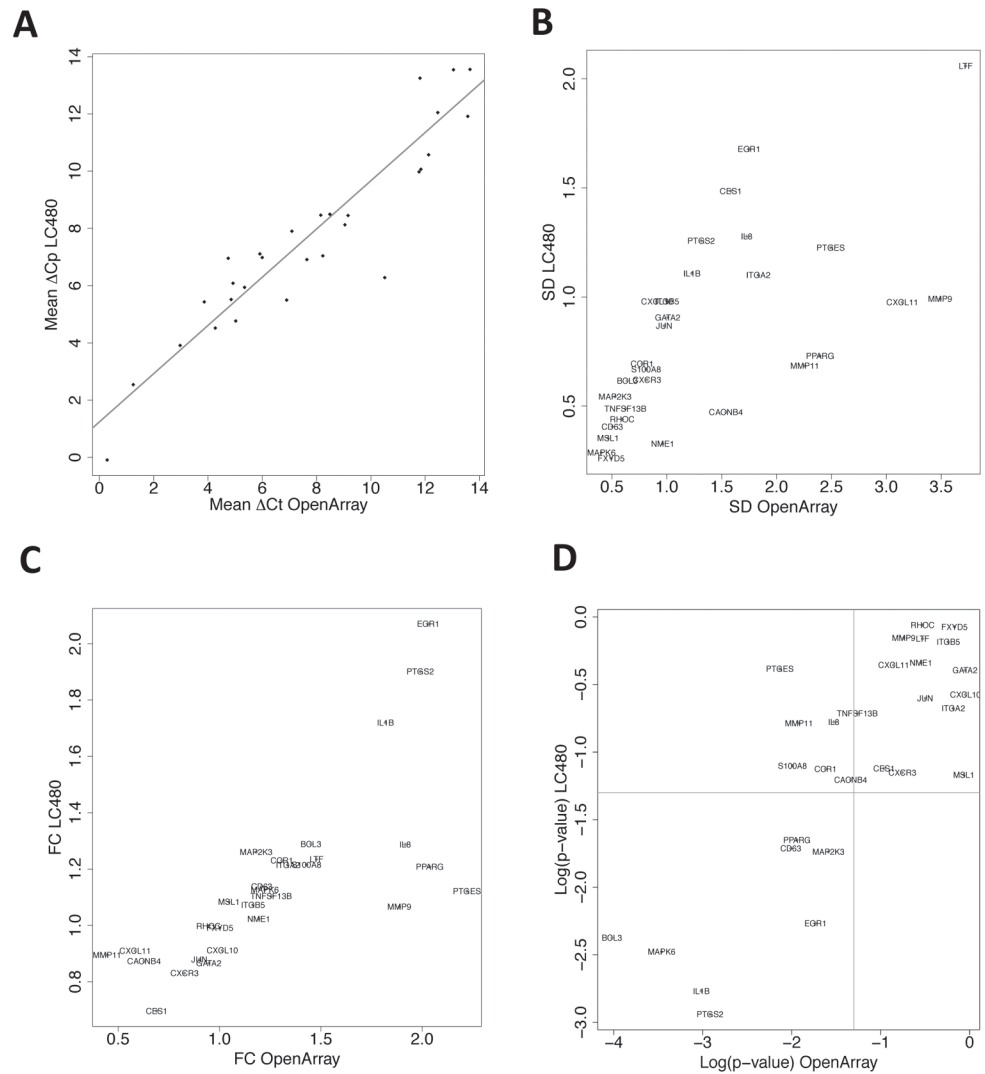 A
14
12
10
8
6
4
2
0
Mean ΔCp LC480
0 2 4 6 8 10 12 14
Mean ΔCt OpenArray
B
2.0
1.5
1.0
0.5
SD LC480
LTF
EGR1
CBS1
PTGS2
IL8
PTGES
IL1B
ITGA2
MMP9
CXCL11
GATA2
JUN
PPARG
MMP11
COR1
S100A8
BCL3
CXCR3
MAP2K3
TNFSF13B
CACNB4
RHOC
CD63
MSL1
NME1
MAPK6
FXYD5
0.5 1.0 1.5 2.0 2.5 3.0 3.5
SD OpenArray
C
2.0
1.8
1.6
1.4
1.2
1.0
0.8
FC LC480
EGR1
PTGS2
IL1B
BCL3
IL8
MAP2K3
LTF
COR1
ITGA2
S100A8
PPARG
CD63
MAPK6
PTGES
TNFSF13B
MSL1
ITGB5
MMP9
NME1
RHOC
FXYD5
CXCL11
CXCL10
MMP11
CACNB4
JUN
GATA2
CXCR3
CBS1
0.5 1.0 1.5 2.0
FC OpenArray
D
0.0
−0.5
−1.0
−1.5
−2.0
−2.5
−3.0
Log(p−value) LC480
RHOC
FXYD5
MMP9
LTF
ITGB5
CXCL11
NME1
PTGES
GATA2
CXCL10
JUN
ITGA2
TNFSF13B
MMP11
IL8
S100A8
COR1
CBS1
CXCR3
MSL1
CACNB4
PPARG
CD63
MAP2K3
EGR1
BCL3
MAPK6
IL1B
PTGS2
−4 −3 −2 −1 0
Log(p−value) OpenArray